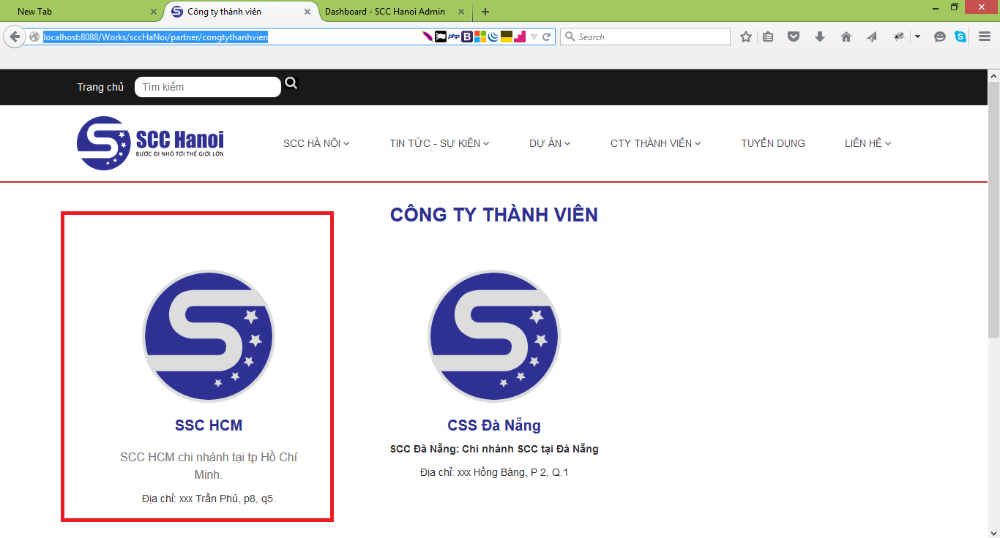 New Tab
Công ty thành viên
Dashboard - SCC Hanoi Admin
localhost:8088/Works/sccHaNoi/partner/congtythanhvien
php
B
Search
Trang chủ
Tìm kiếm
SCC Hanoi
BƯỚC ĐI NHỎ TỚI THẾ GIỚI LỚN
SCC HÀ NỘI
TIN TỨC - SỰ KIỆN
DỰ ÁN
CTY THÀNH VIÊN
TUYỂN DỤNG
LIÊN HỆ
CÔNG TY THÀNH VIÊN
SSC HCM
SCC HCM chi nhánh tại tp Hồ Chí
Minh.
Địa chỉ: xxx Trần Phú, p8, q5.
CSS Đà Nẵng
SCC Đà Nẵng: Chi nhánh SCC tại Đà Nẵng
Địa chỉ: xxx Hồng Bàng, P 2, Q.1